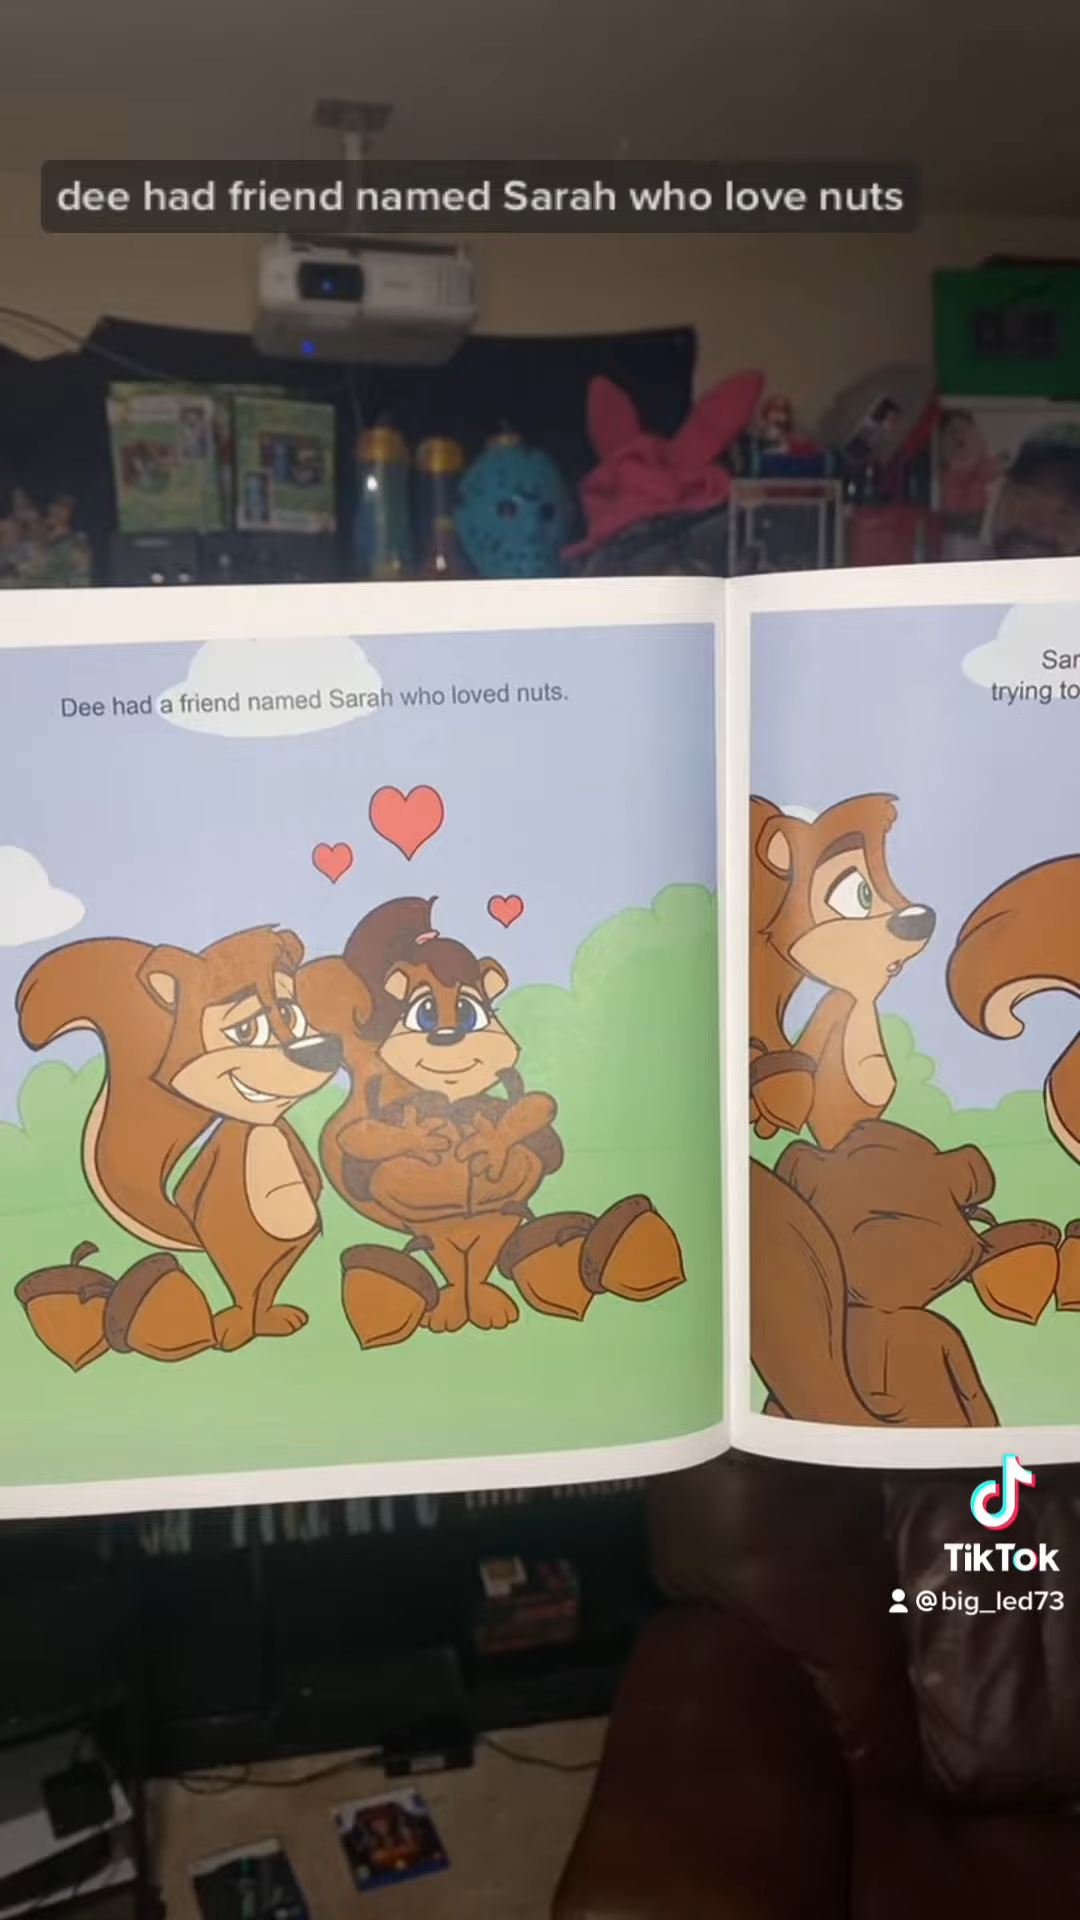 dee had friend named Sarah who love nuts
Dee had a friend named Sarah who loved nuts.
Sar
trying to
TikTok
@big_led73